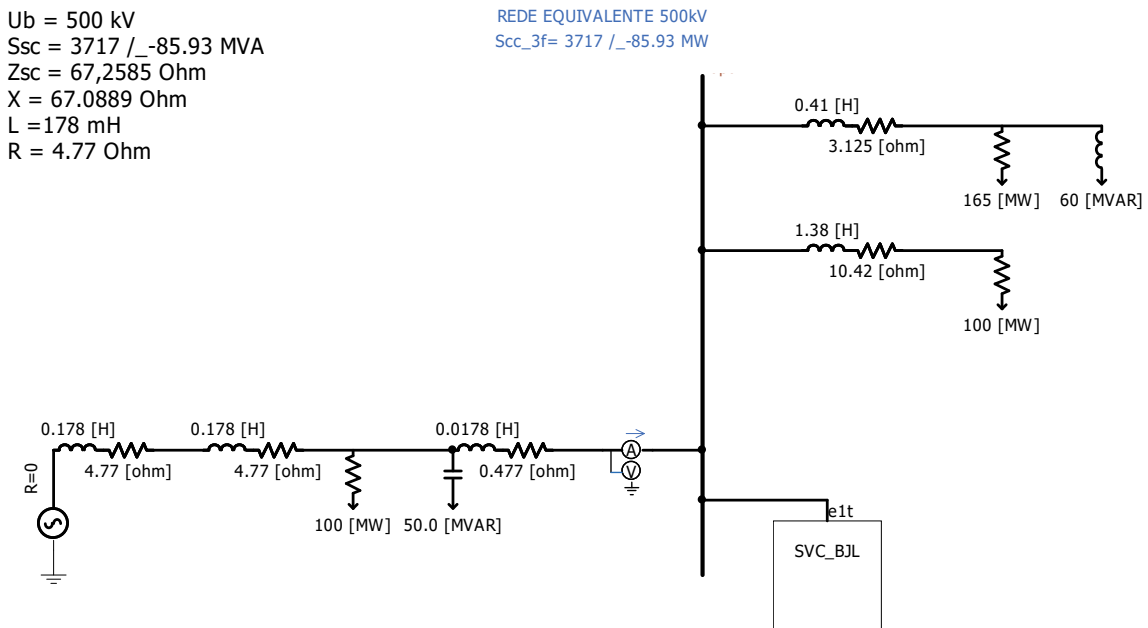 Ub = 500 kV
Ssc = 3717 /_-85.93 MVA
Zsc = 67,2585 Ohm
X = 67.0889 Ohm
L =178 mH
R = 4.77 Ohm
REDE EQUIVALENTE 500kV
Scc_3f= 3717 /_-85.93 MW
0.41 [H]
3.125 [ohm]
165 [MW]
60 [MVAR]
1.38 [H]
10.42 [ohm]
100 [MW]
0.178 [H]
0.178 [H]
0.0178 [H]
4.77 [ohm]
4.77 [ohm]
0.477 [ohm]
A
V
R=0
100 [MW]
50.0 [MVAR]
e1t
SVC_BJL